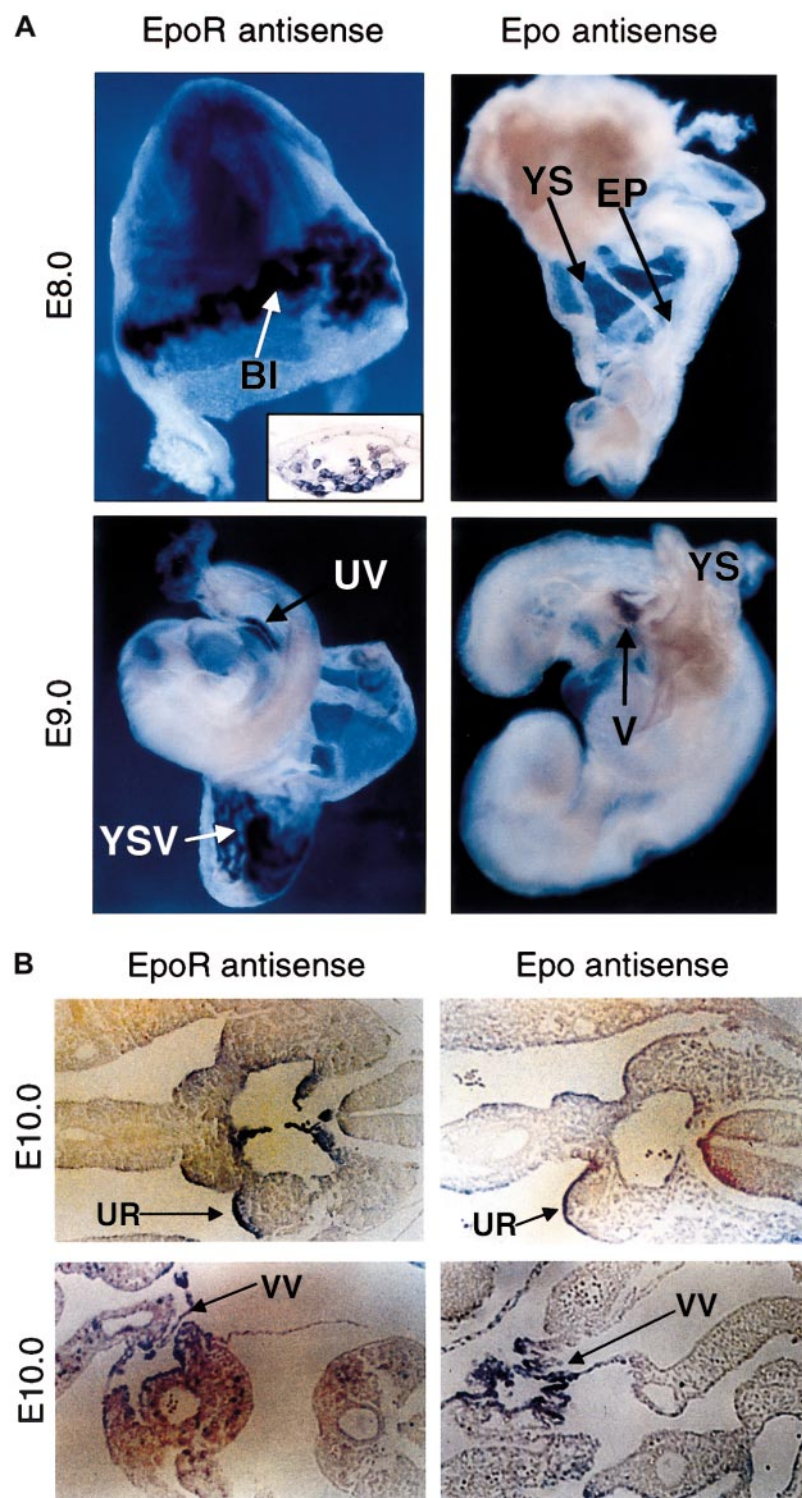 A
EpoR antisense
Epo antisense
E8.0
BI
YS
EP
E9.0
UV
YSV
YS
V
B
EpoR antisense
Epo antisense
E10.0
UR
UR
E10.0
VV
VV